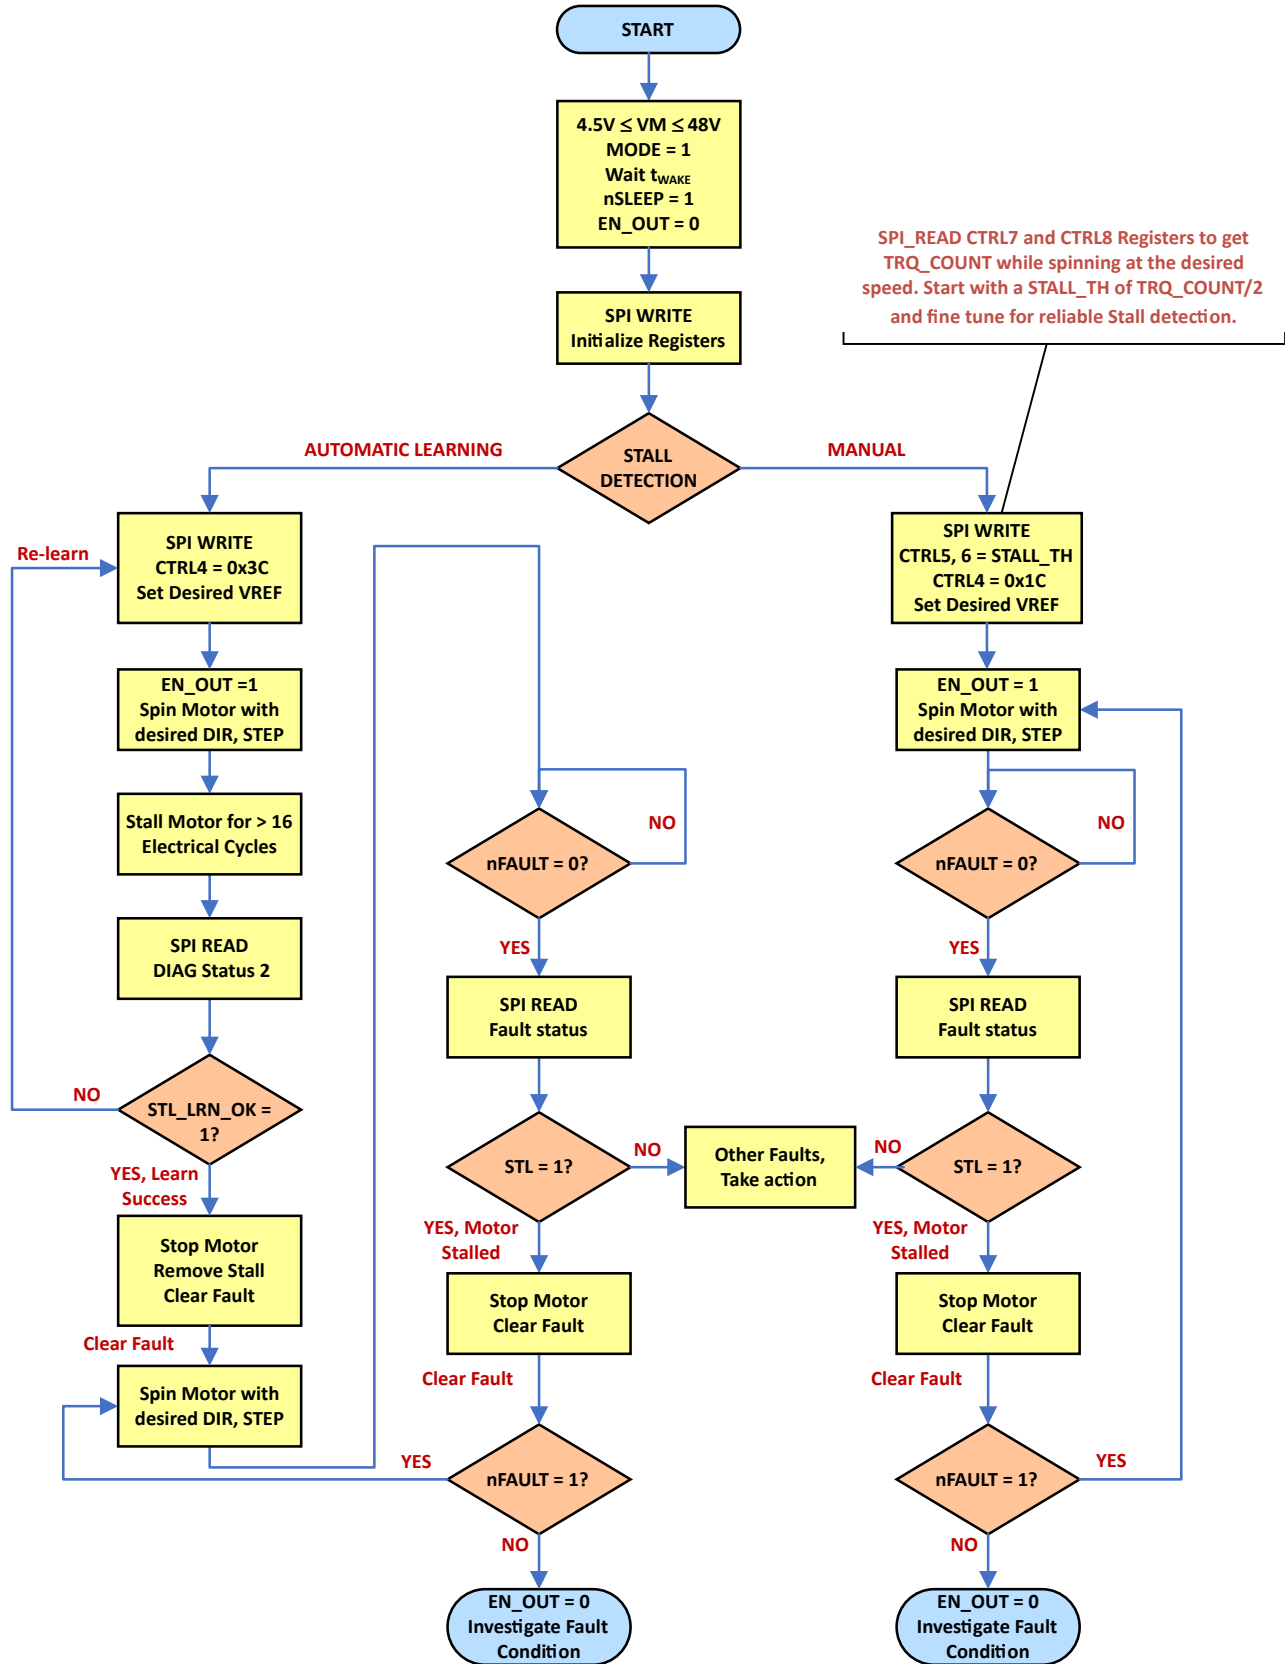 START
4.5V ≤ VM ≤ 48V
MODE = 1
Wait tWAKE
nSLEEP = 1
EN_OUT = 0
SPI_READ CTRL7 and CTRL8 Registers to get
TRQ_COUNT while spinning at the desired
speed. Start with a STALL_TH of TRQ_COUNT/2
and fine tune for reliable Stall detection.
SPI WRITE
Initialize Registers
AUTOMATIC LEARNING
STALL
DETECTION
MANUAL
Re-learn
SPI WRITE
CTRL4 = 0x3C
Set Desired VREF
EN_OUT =1
Spin Motor with
desired DIR, STEP
Stall Motor for > 16
Electrical Cycles
SPI READ
DIAG Status 2
NO
STL_LRN_OK =
1?
YES, Learn
Success
Stop Motor
Remove Stall
Clear Fault
Clear Fault
Spin Motor with
desired DIR, STEP
nFAULT = 0?
NO
YES
SPI READ
Fault status
STL = 1?
NO
Other Faults,
Take action
YES, Motor
Stalled
Stop Motor
Clear Fault
Clear Fault
YES
nFAULT = 1?
NO
EN_OUT = 0
Investigate Fault
Condition
SPI WRITE
CTRL5, 6 = STALL_TH
CTRL4 = 0x1C
Set Desired VREF
EN_OUT = 1
Spin Motor with
desired DIR, STEP
nFAULT = 0?
NO
YES
SPI READ
Fault status
NO
STL = 1?
YES, Motor
Stalled
Stop Motor
Clear Fault
Clear Fault
nFAULT = 1?
YES
NO
EN_OUT = 0
Investigate Fault
Condition